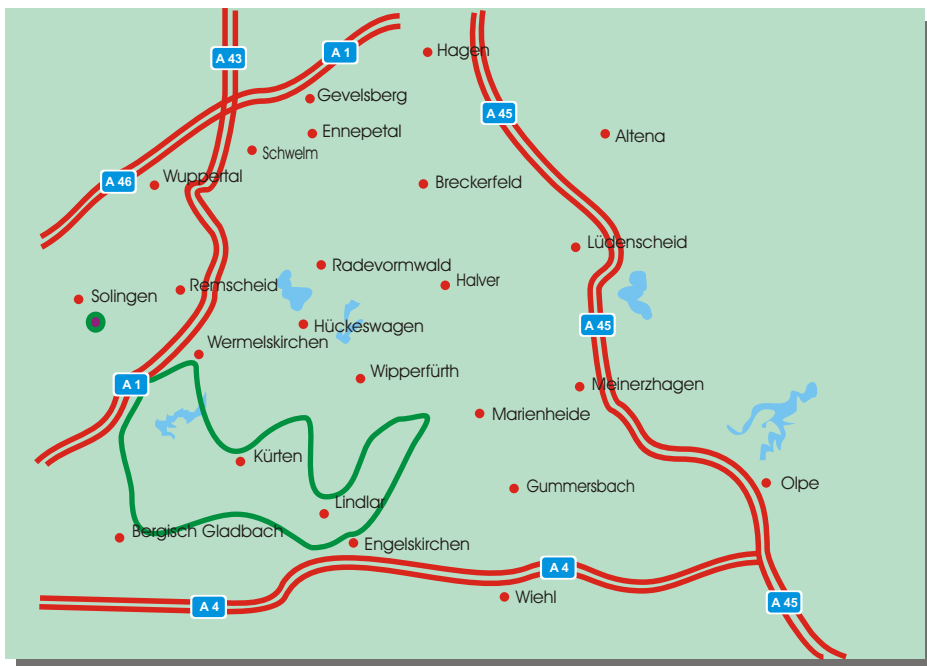 A 43
A 1
Hagen
Gevelsberg
A 45
Ennepetal
Altena
Schwelm
Wuppertal
A 46
Breckerfeld
Lüdenscheid
Radevormwald
Halver
Remscheid
Solingen
Hückeswagen
A 45
Wermelskirchen
Wipperfürth
A 1
Meinerzhagen
Marienheide
Kürten
Gummersbach
Olpe
Lindlar
Bergisch Gladbach
Engelskirchen
A 4
Wiehl
A 4
A 45